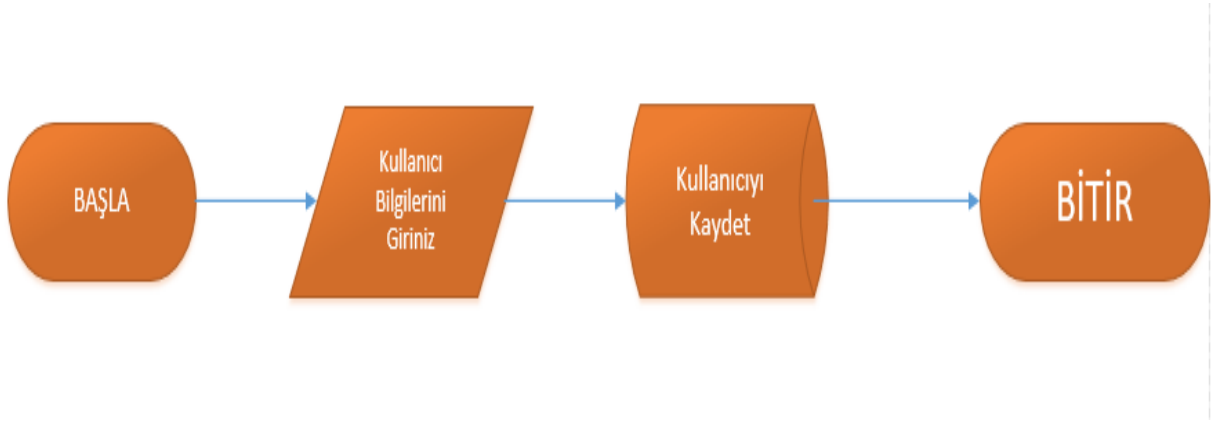 BAŞLA
Kullanıcı
Bilgilerini
Giriniz
Kullanıcıyı
Kaydet
BİTİR